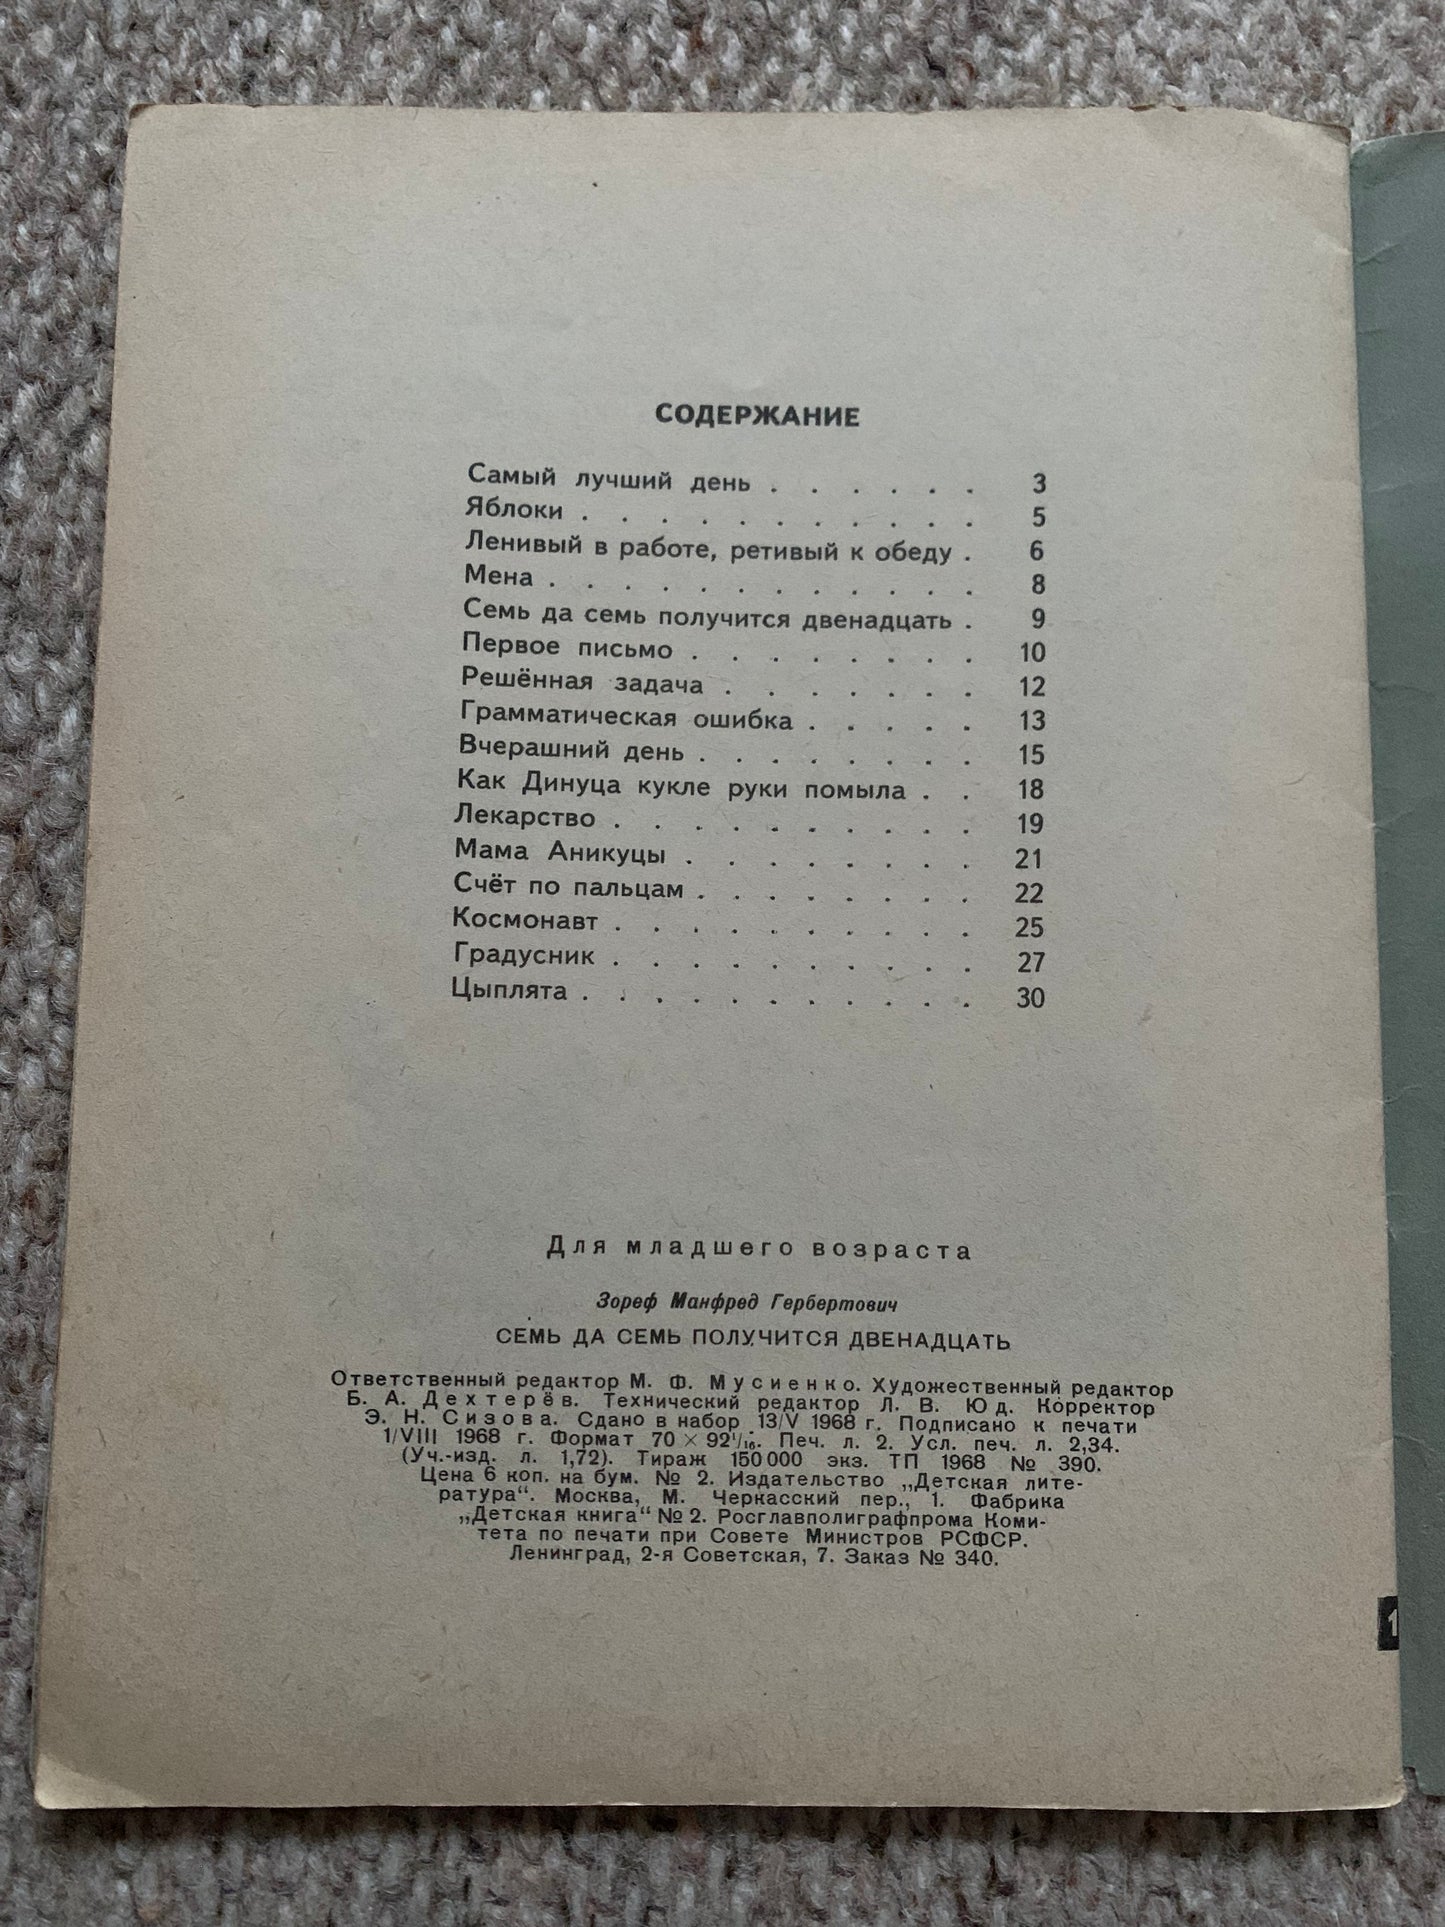 СОДЕРЖАНИЕ
Самый лучший день . . . . . . 3
Яблоки . . . . . . . . . . . 5
Ленивый в работе, ретивый к обеду . 6
Мена . . . . . . . . . . . . 8
Семь да семь получится двенадцать . 9
Первое письмо . . . . . . . . 10
Решённая задача . . . . . . . 12
Грамматическая ошибка . . . . . 13
Вчерашний день . . . . . . . . 15
Как Динуца кукле руки помыла . . 18
Лекарство . . . . . . . . . . 19
Мама Аникуцы . . . . . . . . 21
Счёт по пальцам . . . . . . . . 22
Космонавт . . . . . . . . . . 25
Градусник . . . . . . . . . . 27
Цыплята . . . . . . . . . . . 30
Для младшего возраста
Зореф Манфред Гербертович
СЕМЬ ДА СЕМЬ ПОЛУЧИТСЯ ДВЕНАДЦАТЬ
Ответственный редактор М. Ф. Мусиенко. Художественный редактор
Б. А. Дехтерёв. Технический редактор Л. В. Юд. Корректор
Э. Н. Сизова. Сдано в набор 13/V 1968 г. Подписано к печати
1/VIII 1968 г. Формат 70 × 92 1/16. Печ. л. 2. Усл. печ. л. 2,34.
(Уч.-изд. л. 1,72). Тираж 150 000 экз. ТП 1968 № 390.
Цена 6 коп. на бум. № 2. Издательство „Детская лите-
ратура“. Москва, М. Черкасский пер., 1. Фабрика
„Детская книга“ № 2. Росглавполиграфпрома Коми-
тета по печати при Совете Министров РСФСР.
Ленинград, 2-я Советская, 7. Заказ № 340.
1